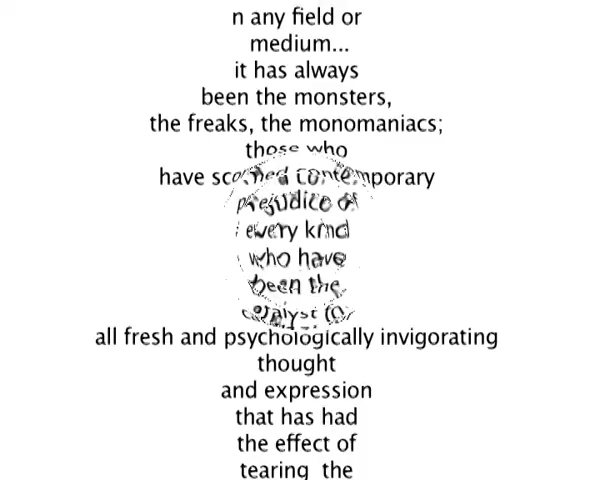 n any field or
medium...
it has always
been the monsters,
the freaks, the monomaniacs;
those who
have scorned contemporary
prejudice of
every kind
who have
been the
catalyst for
all fresh and psychologically invigorating
thought
and expression
that has had
the effect of
tearing the